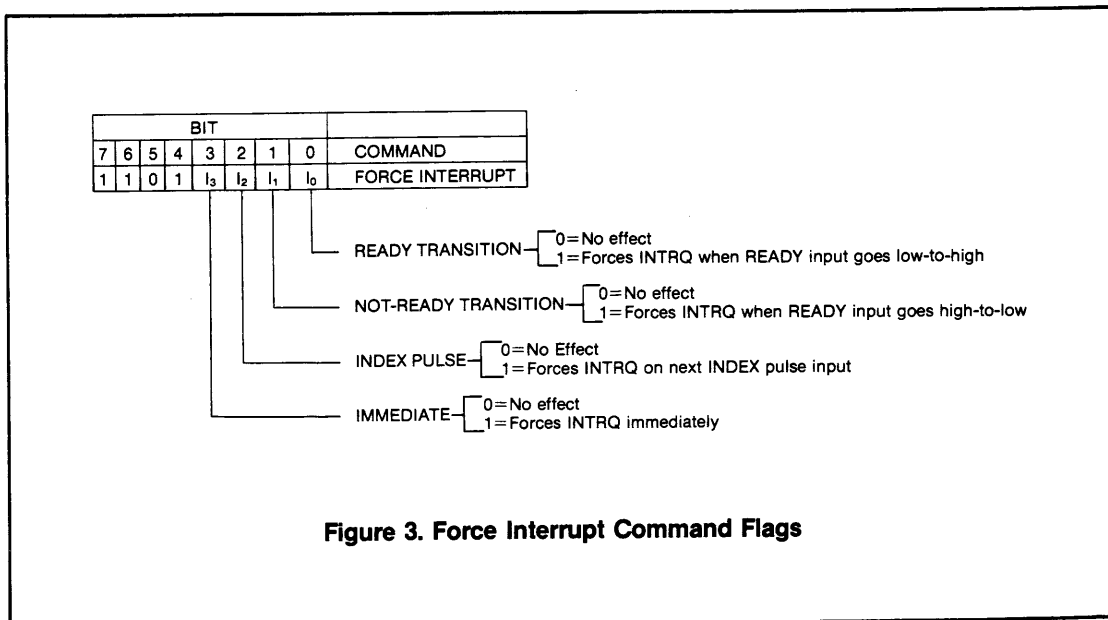 BIT
7 6 5 4 3 2 1 0 COMMAND
1 1 0 1 I₃ I₂ I₁ I₀ FORCE INTERRUPT
READY TRANSITION 0=No effect
1=Forces INTRQ when READY input goes low-to-high
NOT-READY TRANSITION 0=No effect
1=Forces INTRQ when READY input goes high-to-low
INDEX PULSE 0=No Effect
1=Forces INTRQ on next INDEX pulse input
IMMEDIATE 0=No effect
1=Forces INTRQ immediately
Figure 3. Force Interrupt Command Flags